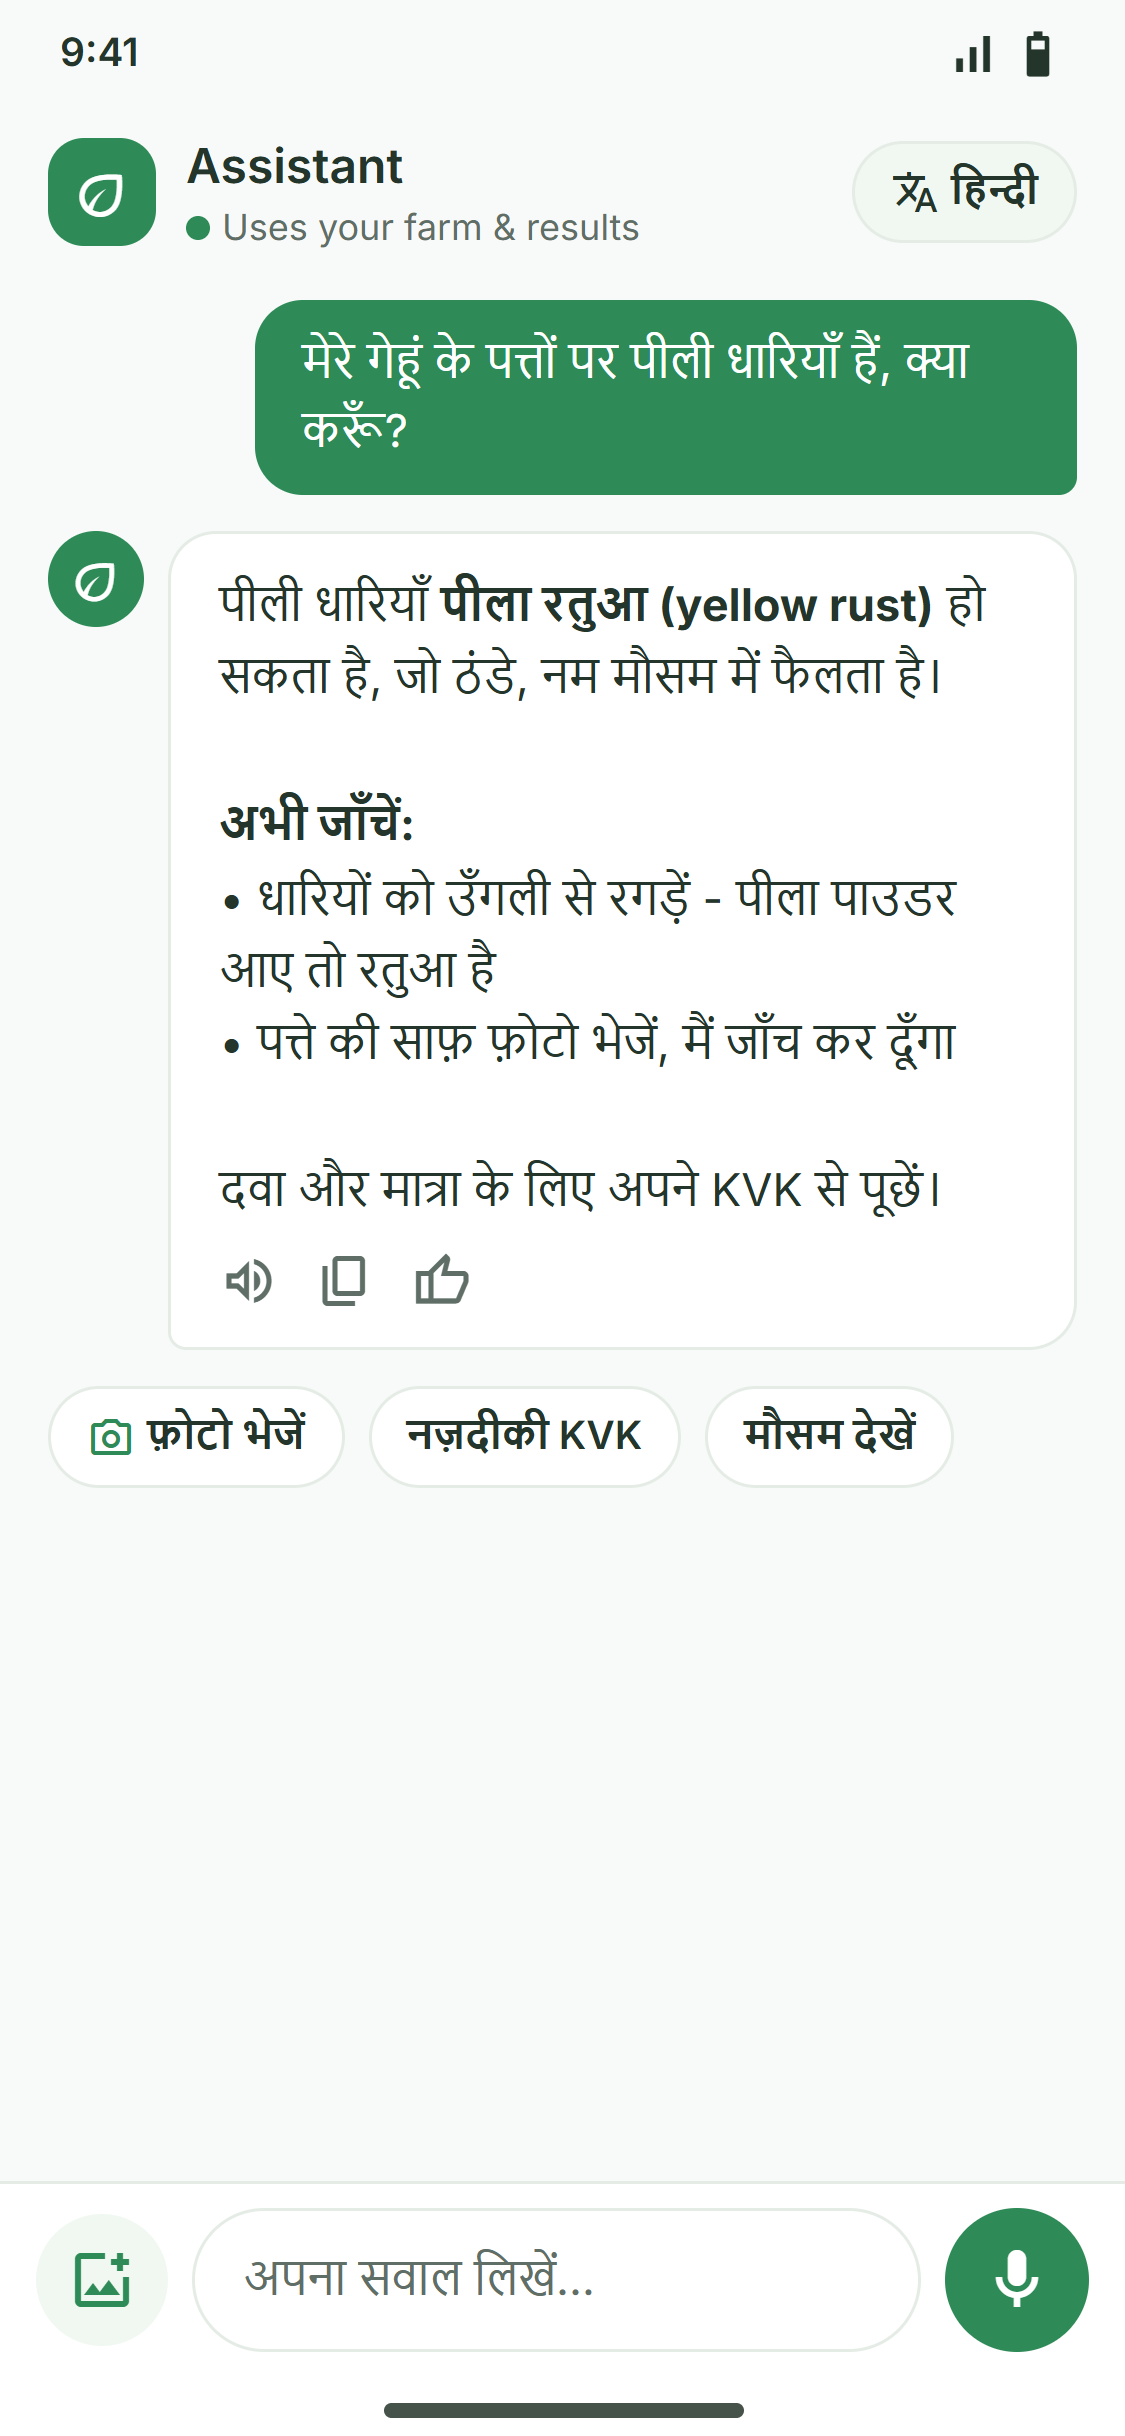 9:41
Assistant
Uses your farm & results
हिन्दी
मेरे गेहूं के पत्तों पर पीली धारियाँ हैं, क्या
करूँ?
पीली धारियाँ पीला रतुआ (yellow rust) हो
सकता है, जो ठंडे, नम मौसम में फैलता है।
अभी जाँचें:
• धारियों को उँगली से रगड़ें - पीला पाउडर
आए तो रतुआ है
• पत्ते की साफ़ फ़ोटो भेजें, मैं जाँच कर दूँगा
दवा और मात्रा के लिए अपने KVK से पूछें।
फ़ोटो भेजें
नज़दीकी KVK
मौसम देखें
अपना सवाल लिखें...